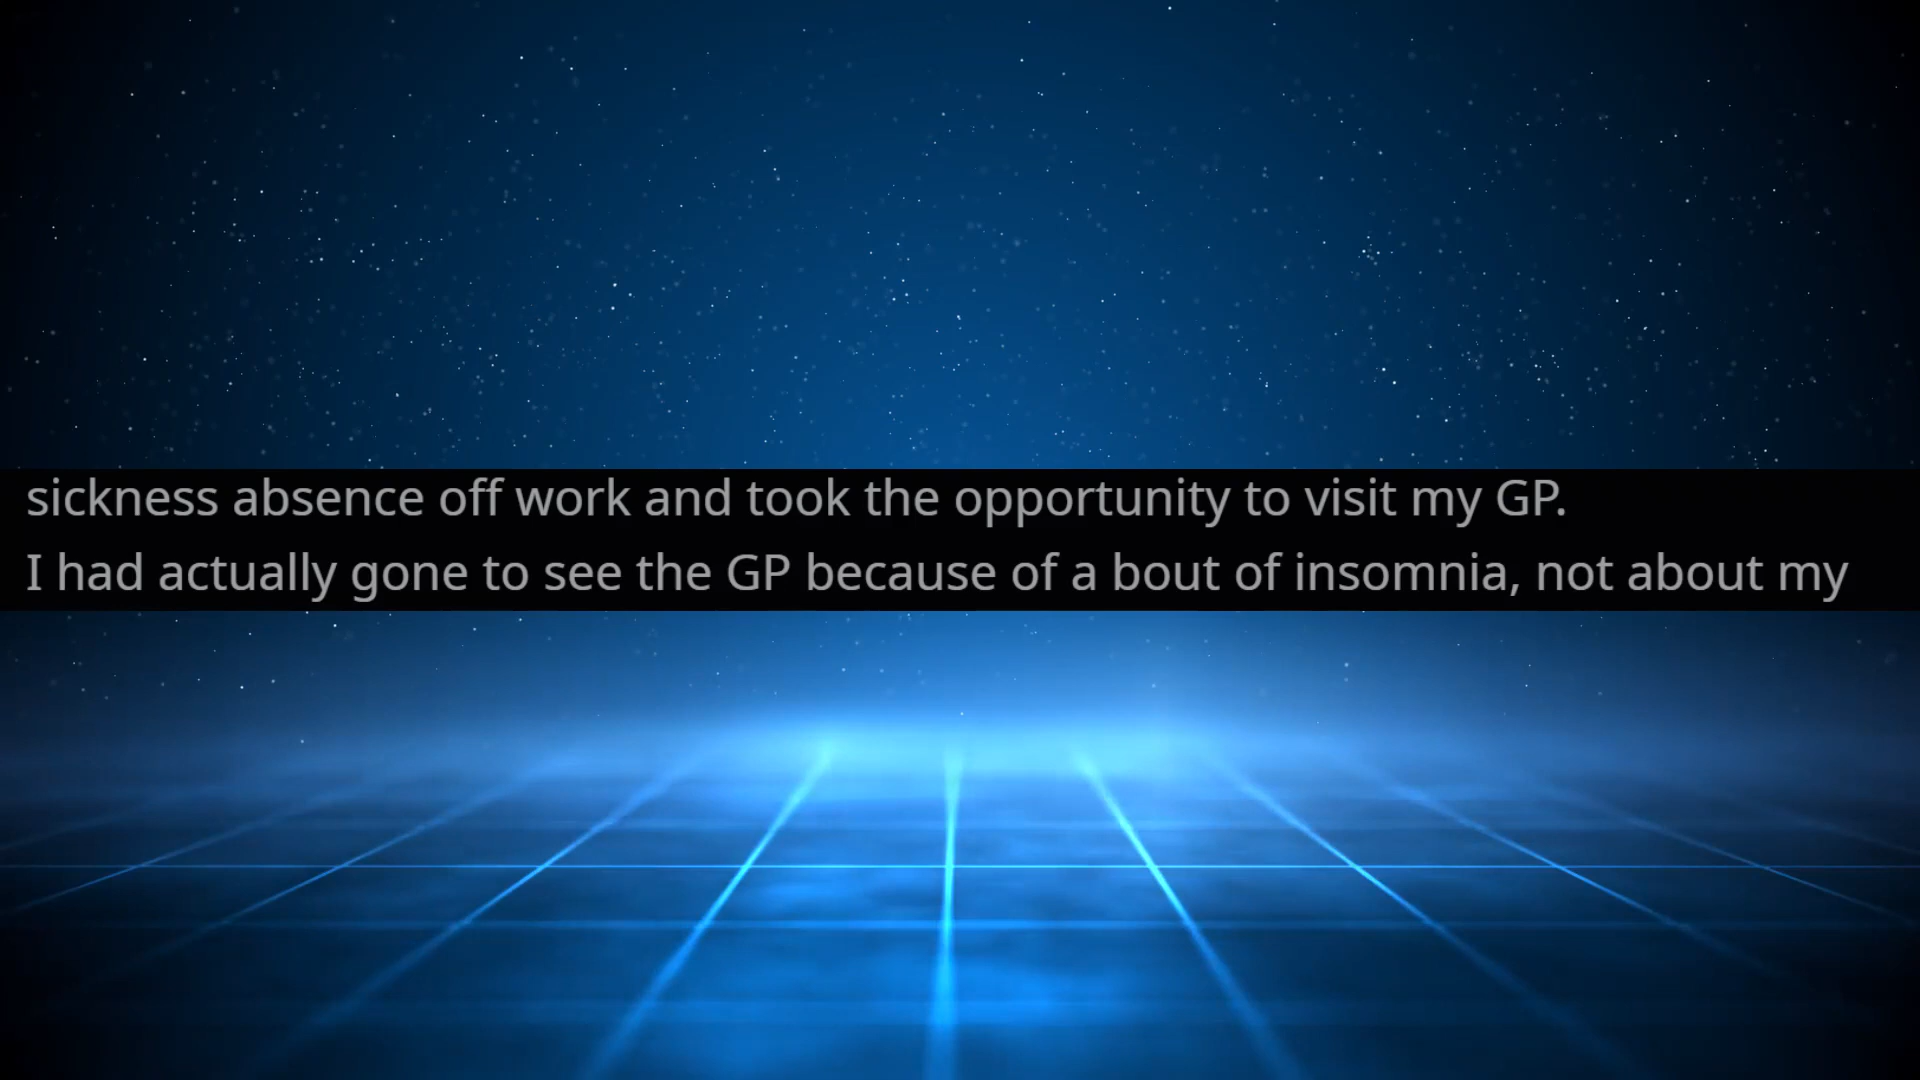 sickness absence off work and took the opportunity to visit my GP.
I had actually gone to see the GP because of a bout of insomnia, not about my